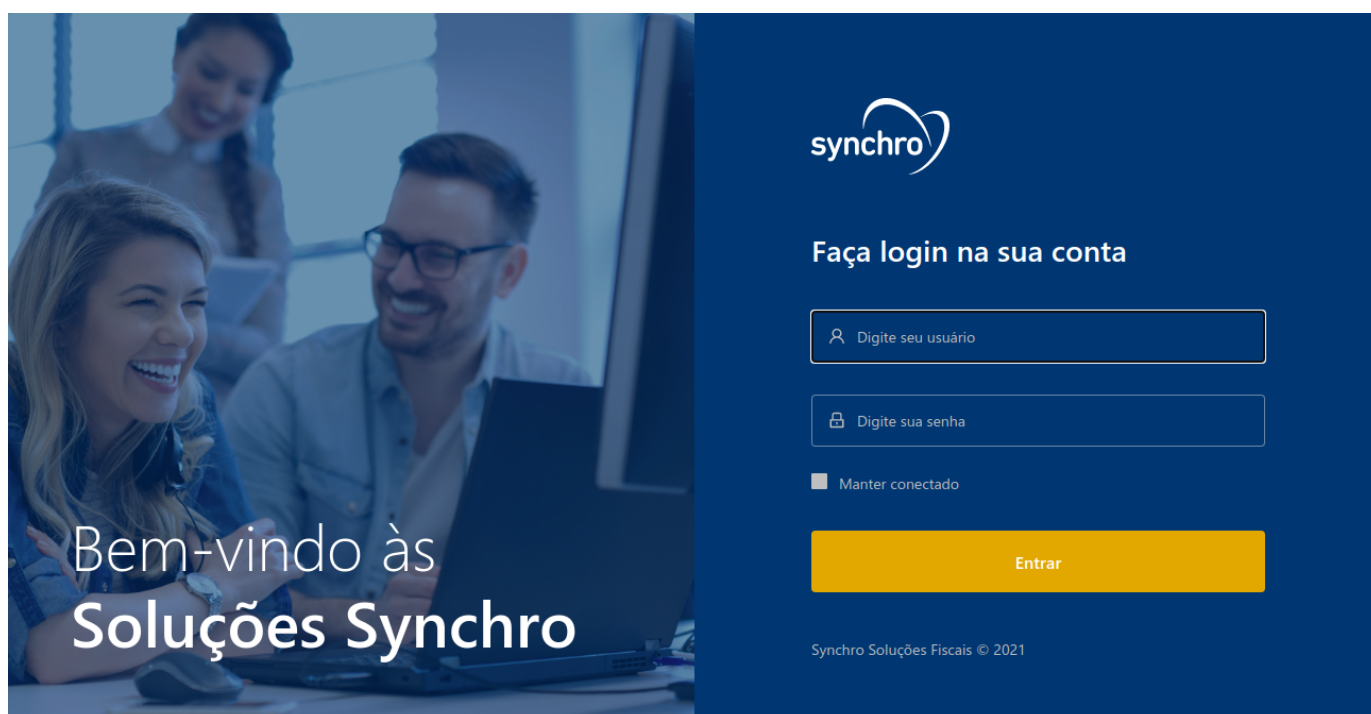 Bem-vindo às
Soluções Synchro
synchro
Faça login na sua conta
Digite seu usuário
Digite sua senha
Manter conectado
Entrar
Synchro Soluções Fiscais © 2021